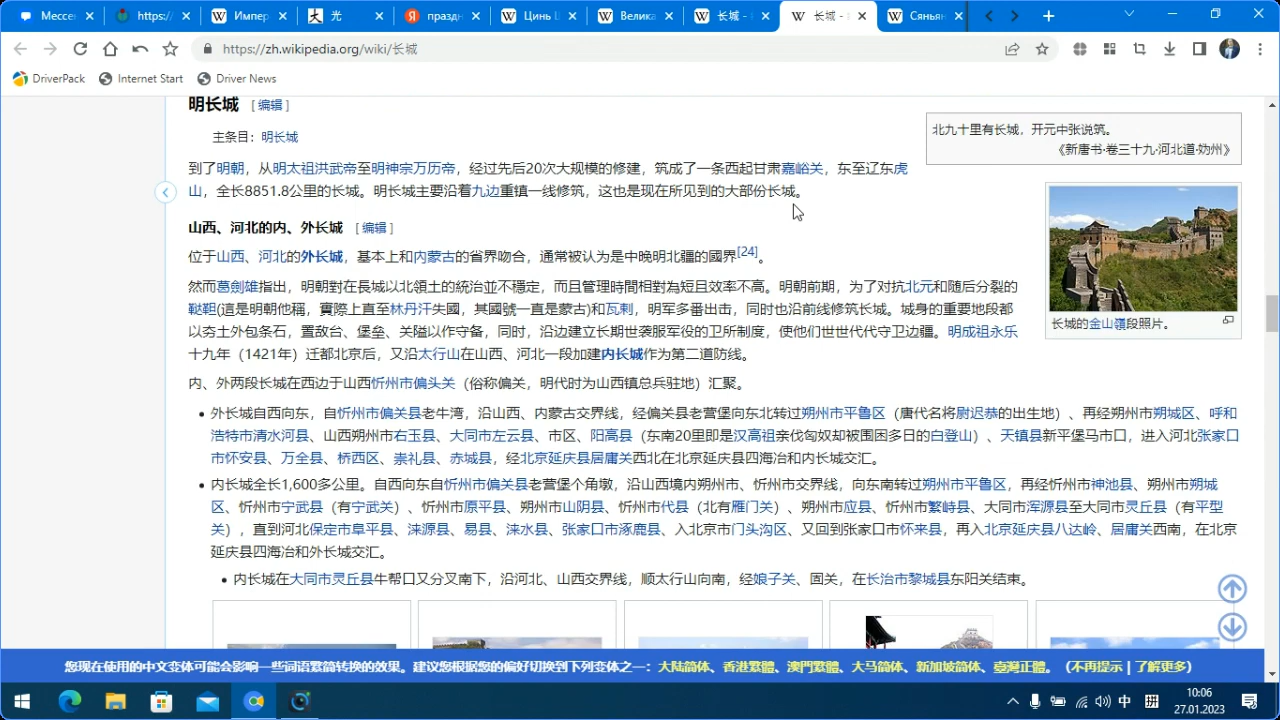 Мессе
https:/
W Импер
光
праздн
W Цинь Ш
W Велика
W 长城 -
W 长城 -
W Сяньян
https://zh.wikipedia.org/wiki/长城
DriverPack Internet Start Driver News
明长城 [编辑]
主条目：明长城
到了明朝，从明太祖洪武帝至明神宗万历帝，经过先后20次大规模的修建，筑成了一条西起甘肃嘉峪关，东至辽东虎
山，全长8851.8公里的长城。明长城主要沿着九边重镇一线修筑，这也是现在所见到的大部份长城。
北九十里有长城，开元中张说筑。
《新唐书·卷三十九·河北道·妫州》
长城的金山嶺段照片。
山西、河北的内、外长城 [编辑]
位于山西、河北的外长城，基本上和内蒙古的省界吻合，通常被认为是中晚明北疆的國界[24]。
然而葛劍雄指出，明朝對在長城以北領土的統治並不穩定，而且管理時間相對為短且效率不高。明朝前期，为了对抗北元和随后分裂的
鞑靼(這是明朝他稱，實際上直至林丹汗失國，其國號一直是蒙古)和瓦剌，明军多番出击，同时也沿前线修筑长城。城身的重要地段都
以夯土外包条石，置敌台、堡垒、关隘以作守备，同时，沿边建立长期世袭服军役的卫所制度，使他们世世代代守卫边疆。明成祖永乐
十九年（1421年）迁都北京后，又沿太行山在山西、河北一段加建内长城作为第二道防线。
内、外两段长城在西边于山西忻州市偏头关（俗称偏关，明代时为山西镇总兵驻地）汇聚。
外长城自西向东，自忻州市偏关县老牛湾，沿山西、内蒙古交界线，经偏关县老营堡向东北转过朔州市平鲁区（唐代名将尉迟恭的出生地）、再经朔州市朔城区、呼和
浩特市清水河县、山西朔州市右玉县、大同市左云县、市区、阳高县（东南20里即是汉高祖亲伐匈奴却被围困多日的白登山）、天镇县新平堡马市口，进入河北张家口
市怀安县、万全县、桥西区、崇礼县、赤城县，经北京延庆县居庸关西北在北京延庆县四海冶和内长城交汇。
内长城全长1,600多公里。自西向东自忻州市偏关县老营堡个角墩，沿山西境内朔州市、忻州市交界线，向东南转过朔州市平鲁区，再经忻州市神池县、朔州市朔城
区、忻州市宁武县（有宁武关）、忻州市原平县、朔州市山阴县、忻州市代县（北有雁门关）、朔州市应县、忻州市繁峙县、大同市浑源县至大同市灵丘县（有平型
关），直到河北保定市阜平县、涞源县、易县、涞水县、张家口市涿鹿县、入北京市门头沟区、又回到张家口市怀来县，再入北京延庆县八达岭、居庸关西南，在北京
延庆县四海冶和外长城交汇。
内长城在大同市灵丘县牛帮口又分叉南下，沿河北、山西交界线，顺太行山向南，经娘子关、固关，在长治市黎城县东阳关结束。
您现在使用的中文变体可能会影响一些词语繁简转换的效果。建议您根据您的偏好切换到下列变体之一：大陆简体、香港繁體、澳門繁體、大马简体、新加坡简体、臺灣正體。（不再提示 | 了解更多）
中 拼
10:06
27.01.2023